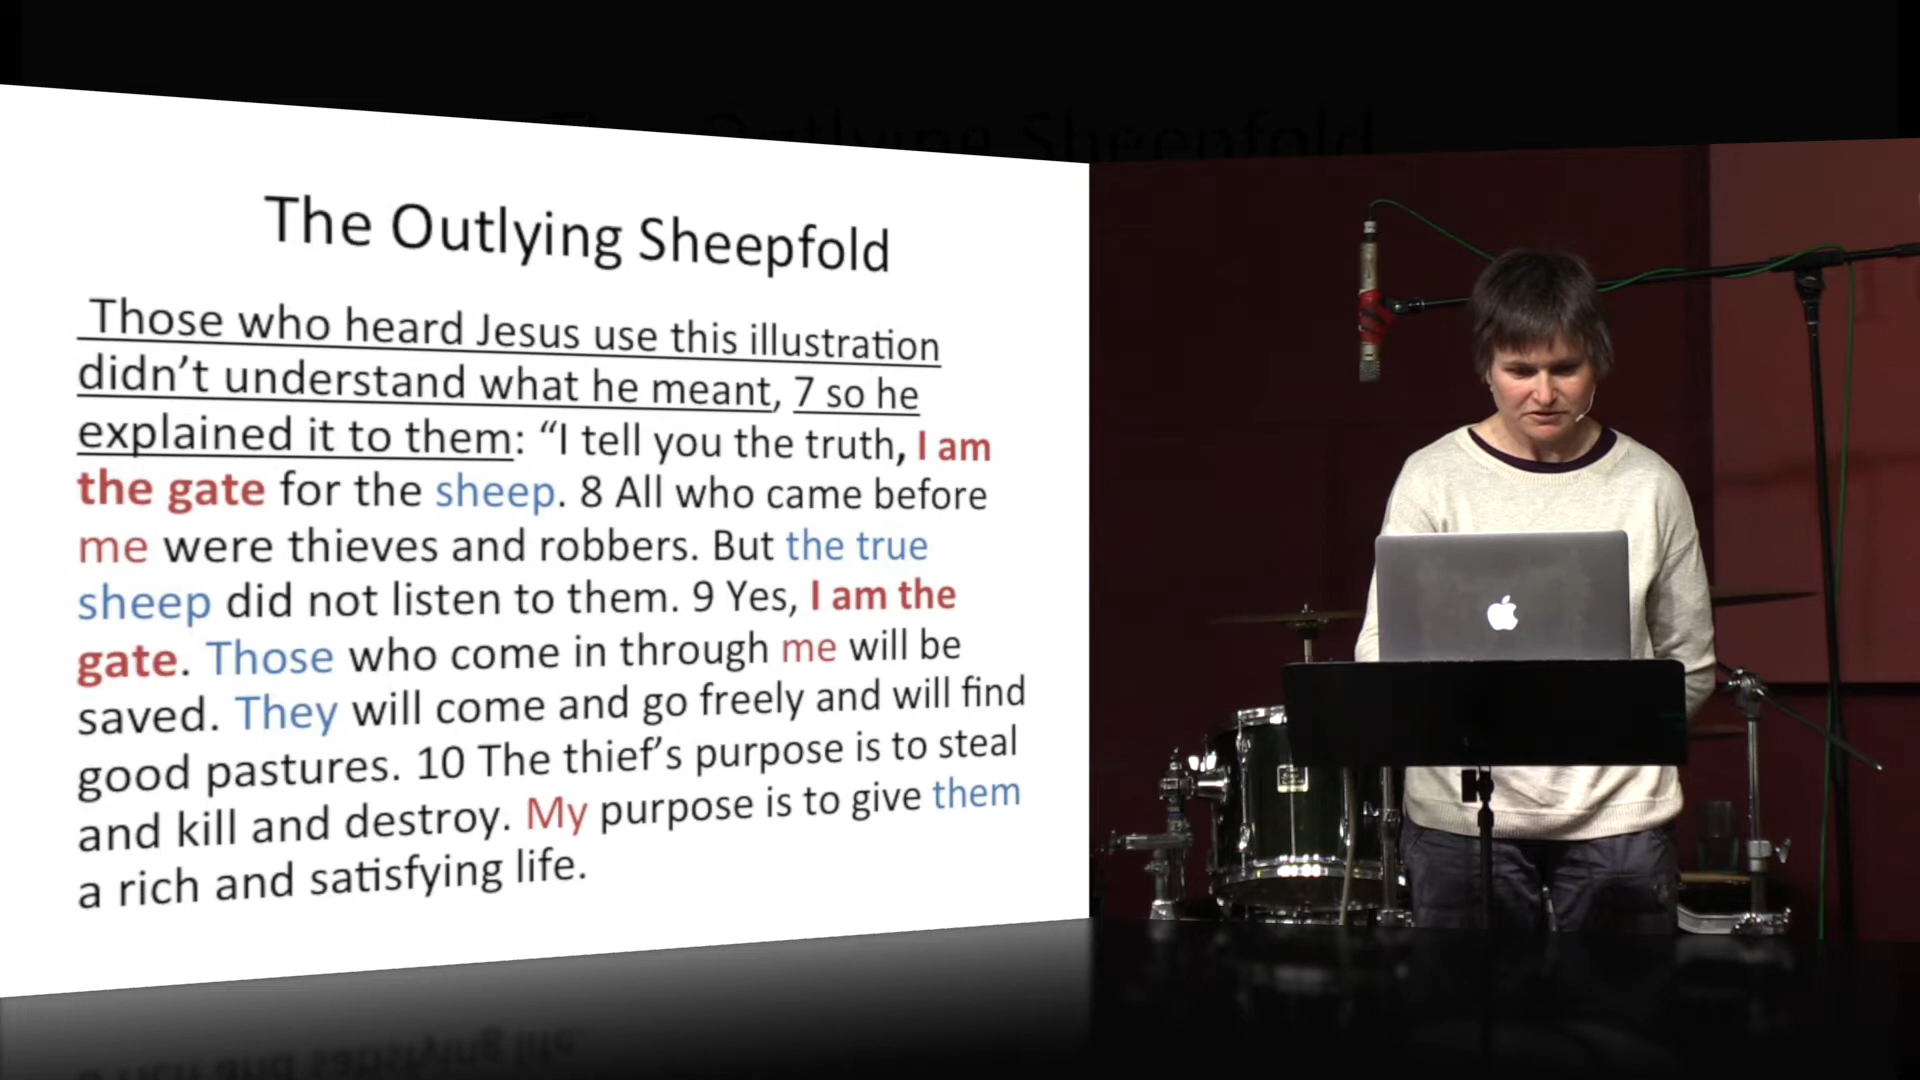 The Outlying Sheepfold
Those who heard Jesus use this illustration
didn’t understand what he meant, 7 so he
explained it to them: “I tell you the truth, I am
the gate for the sheep. 8 All who came before
me were thieves and robbers. But the true
sheep did not listen to them. 9 Yes, I am the
gate. Those who come in through me will be
saved. They will come and go freely and will find
good pastures. 10 The thief’s purpose is to steal
and kill and destroy. My purpose is to give them
a rich and satisfying life.